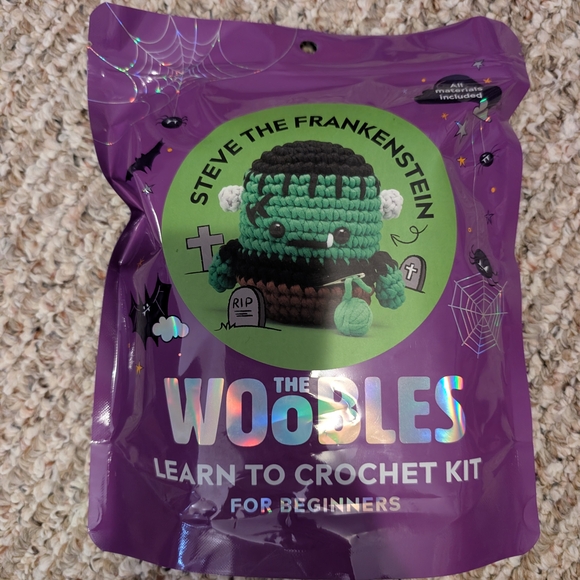 All
materials
included
STEVE THE FRANKENSTEIN
RIP
THE
WOOBLES
LEARN TO CROCHET KIT
FOR BEGINNERS